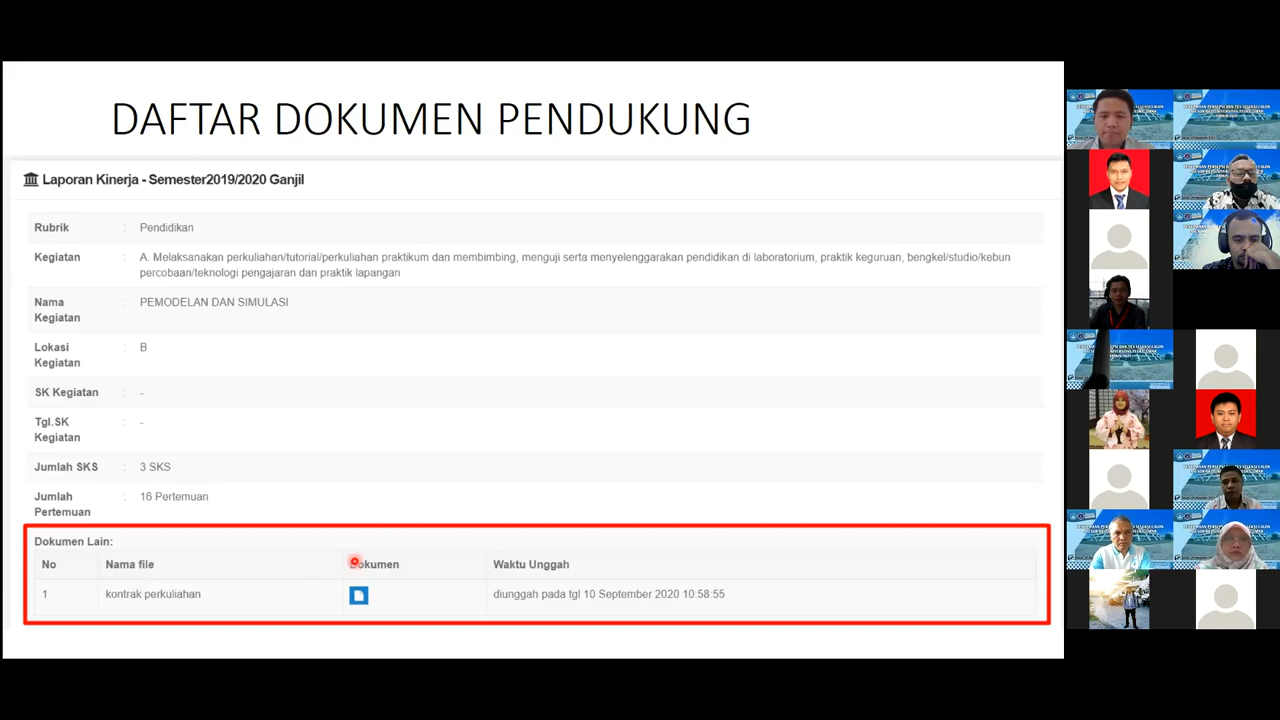 DAFTAR DOKUMEN PENDUKUNG
Laporan Kinerja - Semester2019/2020 Ganjil
Rubrik : Pendidikan
Kegiatan : A. Melaksanakan perkuliahan/tutorial/perkuliahan praktikum dan membimbing, menguji serta menyelenggarakan pendidikan di laboratorium, praktik keguruan, bengkel/studio/kebun
percobaan/teknologi pengajaran dan praktik lapangan
Nama : PEMODELAN DAN SIMULASI
Kegiatan
Lokasi : B
Kegiatan
SK Kegiatan : -
Tgl.SK : -
Kegiatan
Jumlah SKS : 3 SKS
Jumlah : 16 Pertemuan
Pertemuan
Dokumen Lain:
No Nama file Dokumen Waktu Unggah
1 kontrak perkuliahan diunggah pada tgl 10 September 2020 10:58:55